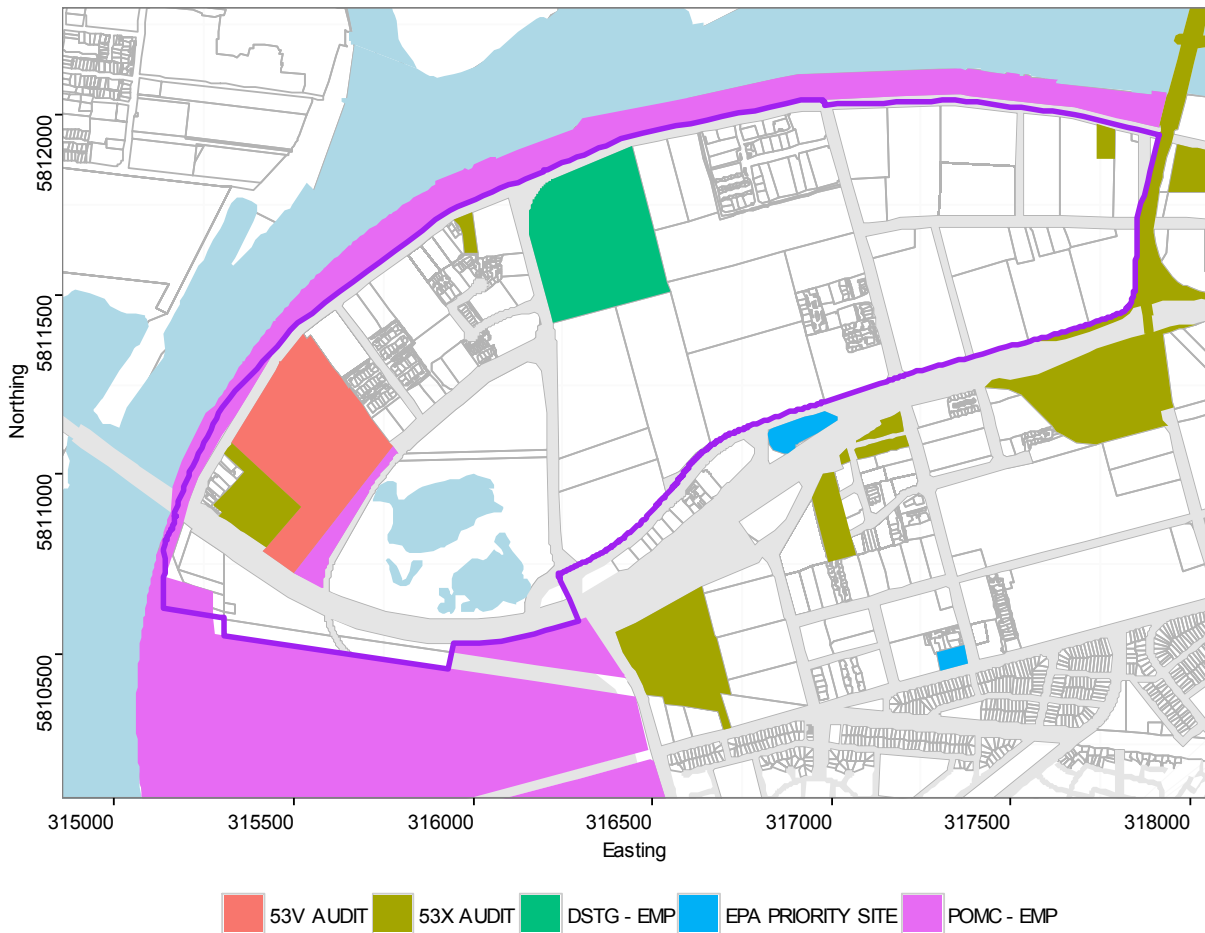 Northing
5812000
5811500
5811000
5810500
315000 315500 316000 316500 317000 317500 318000
Easting
53V AUDIT 53X AUDIT DSTG - EMP EPA PRIORITY SITE POMC - EMP